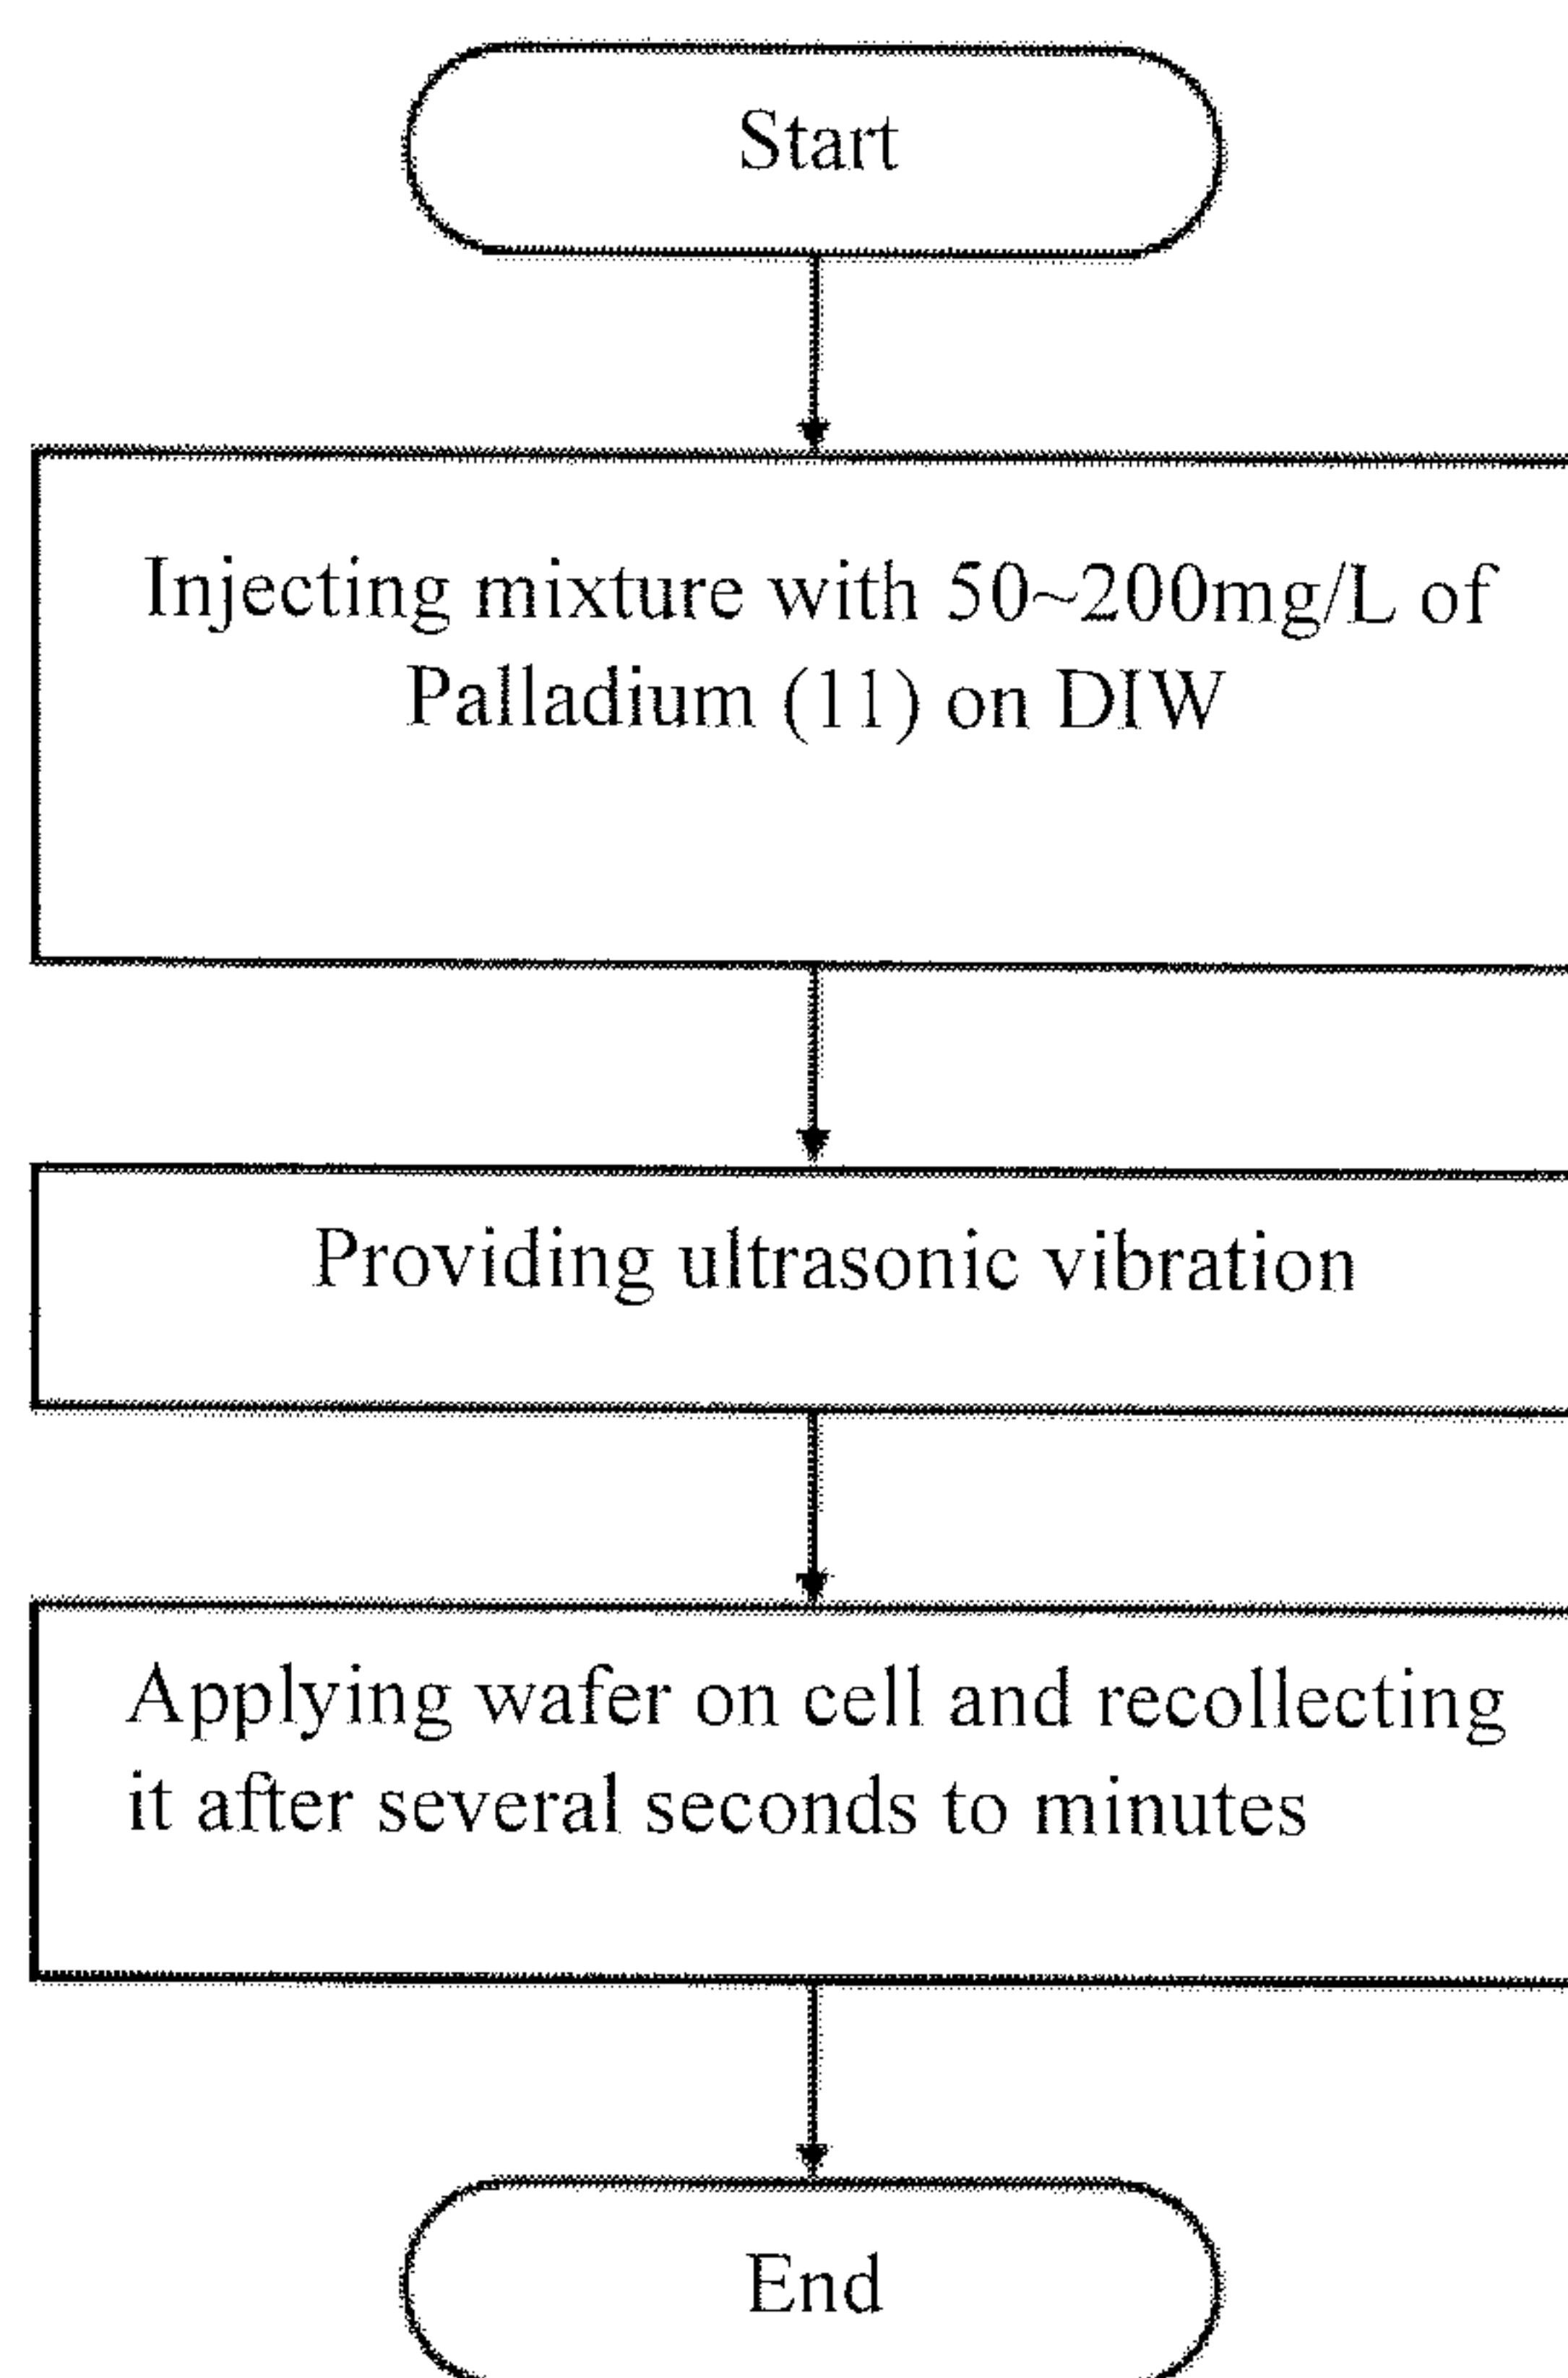 Start
Injecting mixture with 50~200mg/L of
Palladium (11) on DIW
Providing ultrasonic vibration
Applying wafer on cell and recollecting
it after several seconds to minutes
End